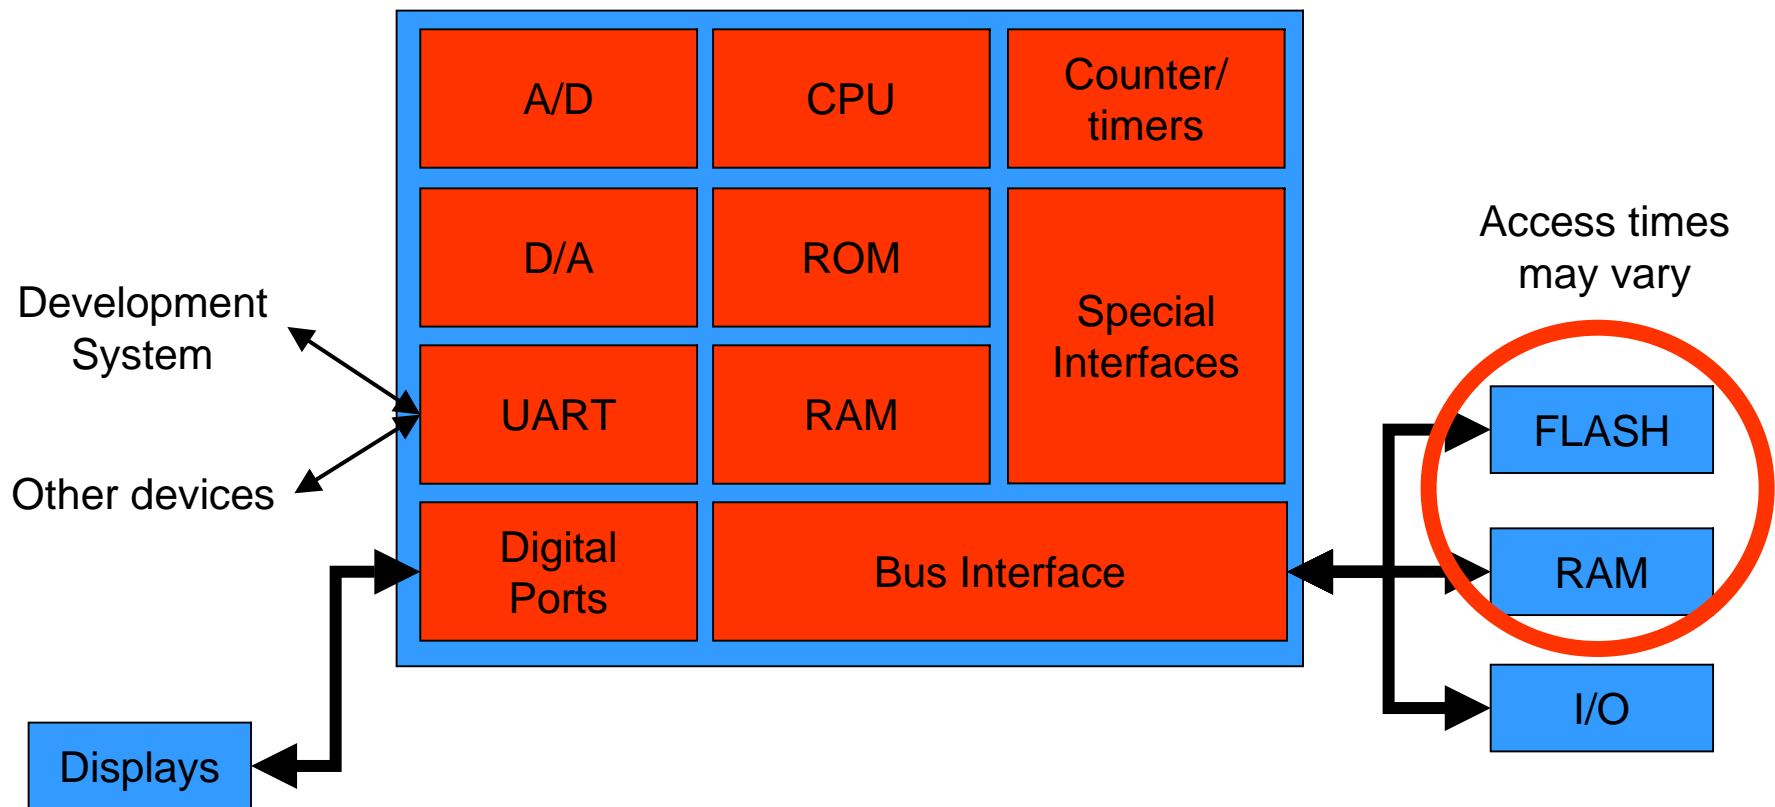 A/D
CPU
Counter/
timers
D/A
ROM
Special
Interfaces
UART
RAM
Digital
Ports
Bus Interface
Development
System
Other devices
Displays
Access times
may vary
FLASH
RAM
I/O